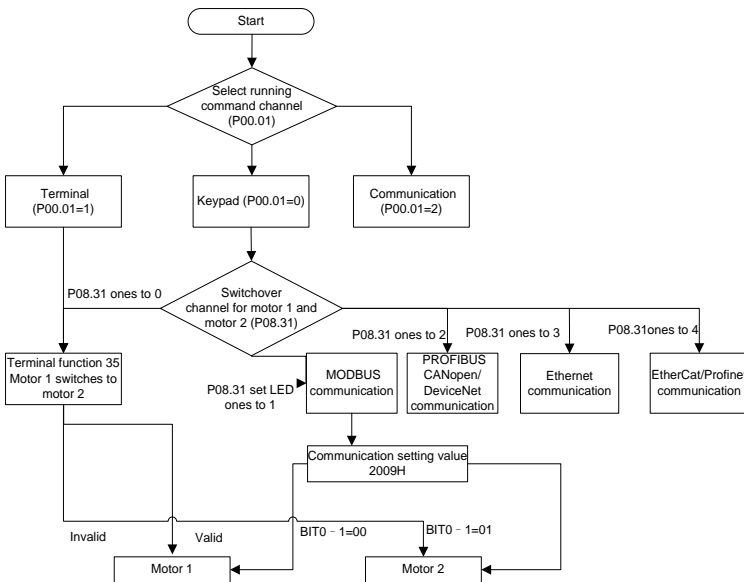 Start
Select running
command channel
(P00.01)
Terminal
(P00.01=1)
Keypad (P00.01=0)
Communication
(P00.01=2)
P08.31 ones to 0
Switchover
channel for motor 1 and
motor 2 (P08.31)
P08.31 ones to 2
P08.31 ones to 3
P08.31ones to 4
Terminal function 35
Motor 1 switches to
motor 2
P08.31 set LED
ones to 1
MODBUS
communication
PROFIBUS
CANopen/
DeviceNet
communication
Ethernet
communication
EtherCat/Profinet
communication
Communication setting value
2009H
Invalid
Valid
BIT0－1=00
BIT0－1=01
Motor 1
Motor 2